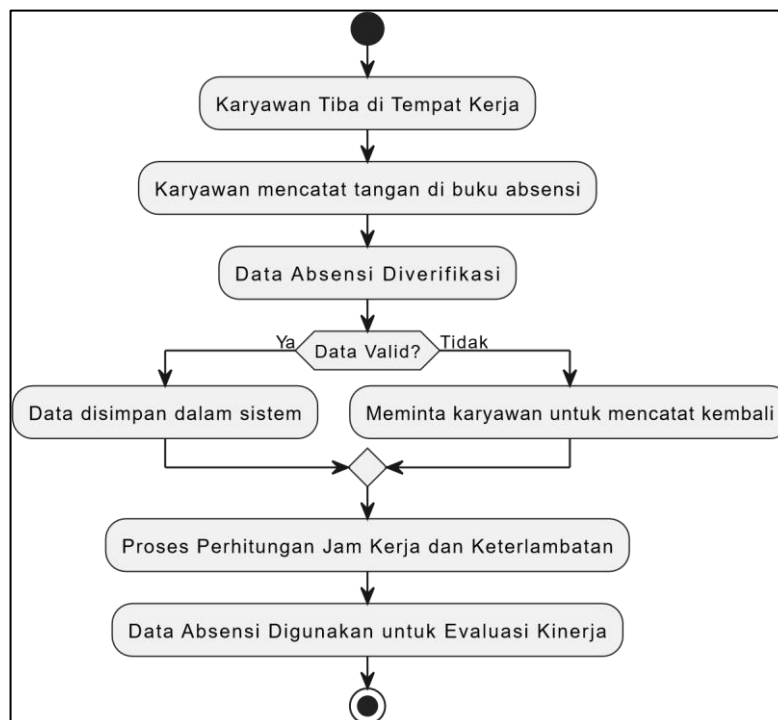 Karyawan Tiba di Tempat Kerja
Karyawan mencatat tangan di buku absensi
Data Absensi Diverifikasi
Ya
Data Valid?
Tidak
Data disimpan dalam sistem
Meminta karyawan untuk mencatat kembali
Proses Perhitungan Jam Kerja dan Keterlambatan
Data Absensi Digunakan untuk Evaluasi Kinerja